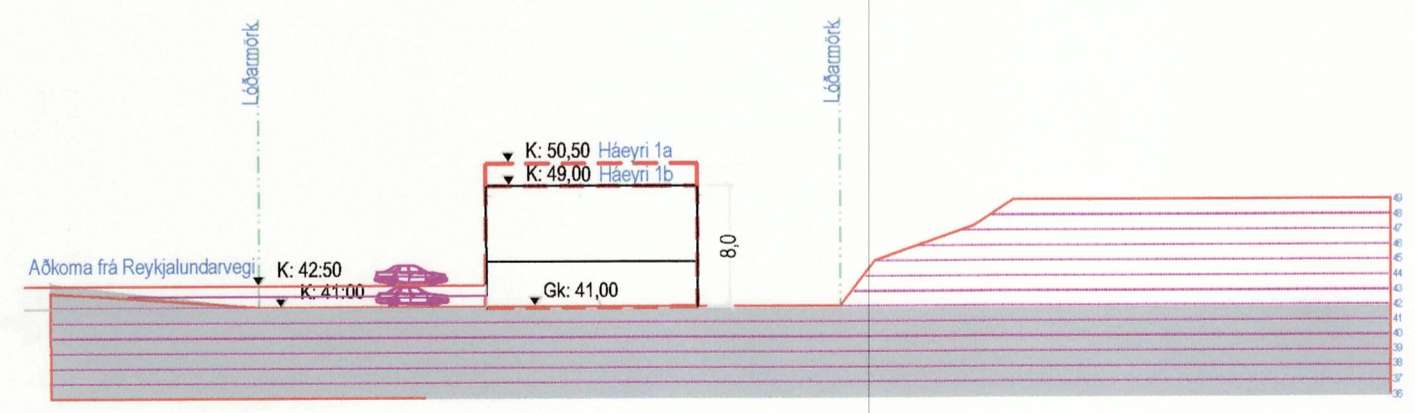 Lóðarmörk
Lóðarmörk
K: 50,50 Háeyri 1a
K: 49,00 Háeyri 1b
8,0
Aðkoma frá Reykjalundarvegi
K: 42:50
K: 41:00
Gk: 41,00
49
48
47
46
45
44
43
42
41
40
39
38
37
36